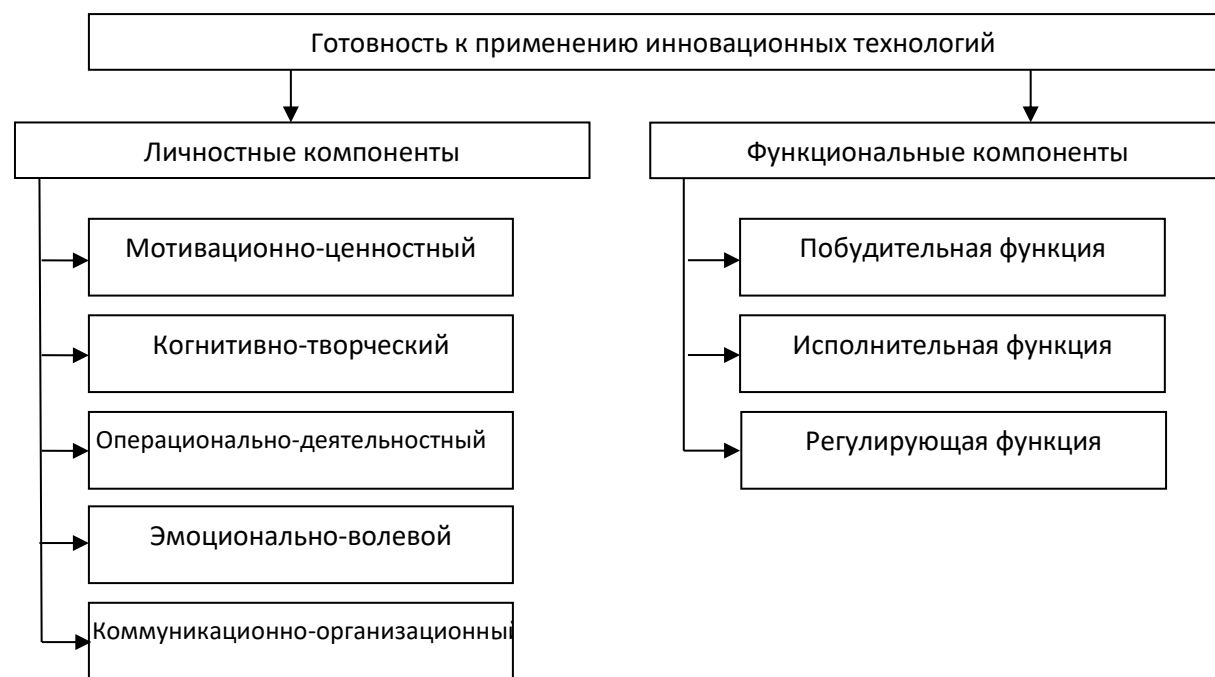 Готовность к применению инновационных технологий
Личностные компоненты
Функциональные компоненты
Мотивационно-ценностный
Побудительная функция
Когнитивно-творческий
Исполнительная функция
Операционально-деятельностный
Регулирующая функция
Эмоционально-волевой
Коммуникационно-организационный